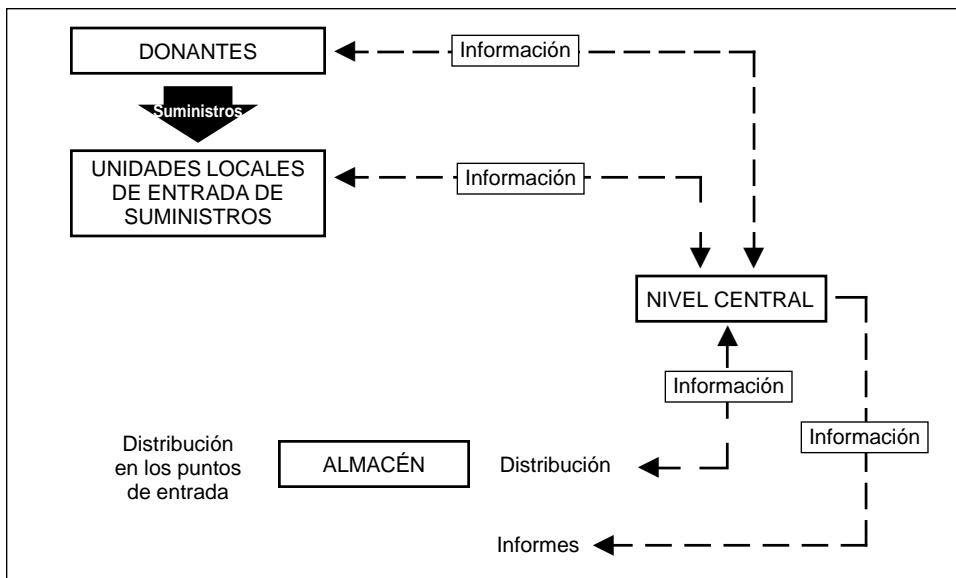 DONANTES
Información
Suministros
UNIDADES LOCALES
DE ENTRADA DE
SUMINISTROS
Información
NIVEL CENTRAL
Información
Información
Distribución
en los puntos
de entrada
ALMACÉN
Distribución
Informes